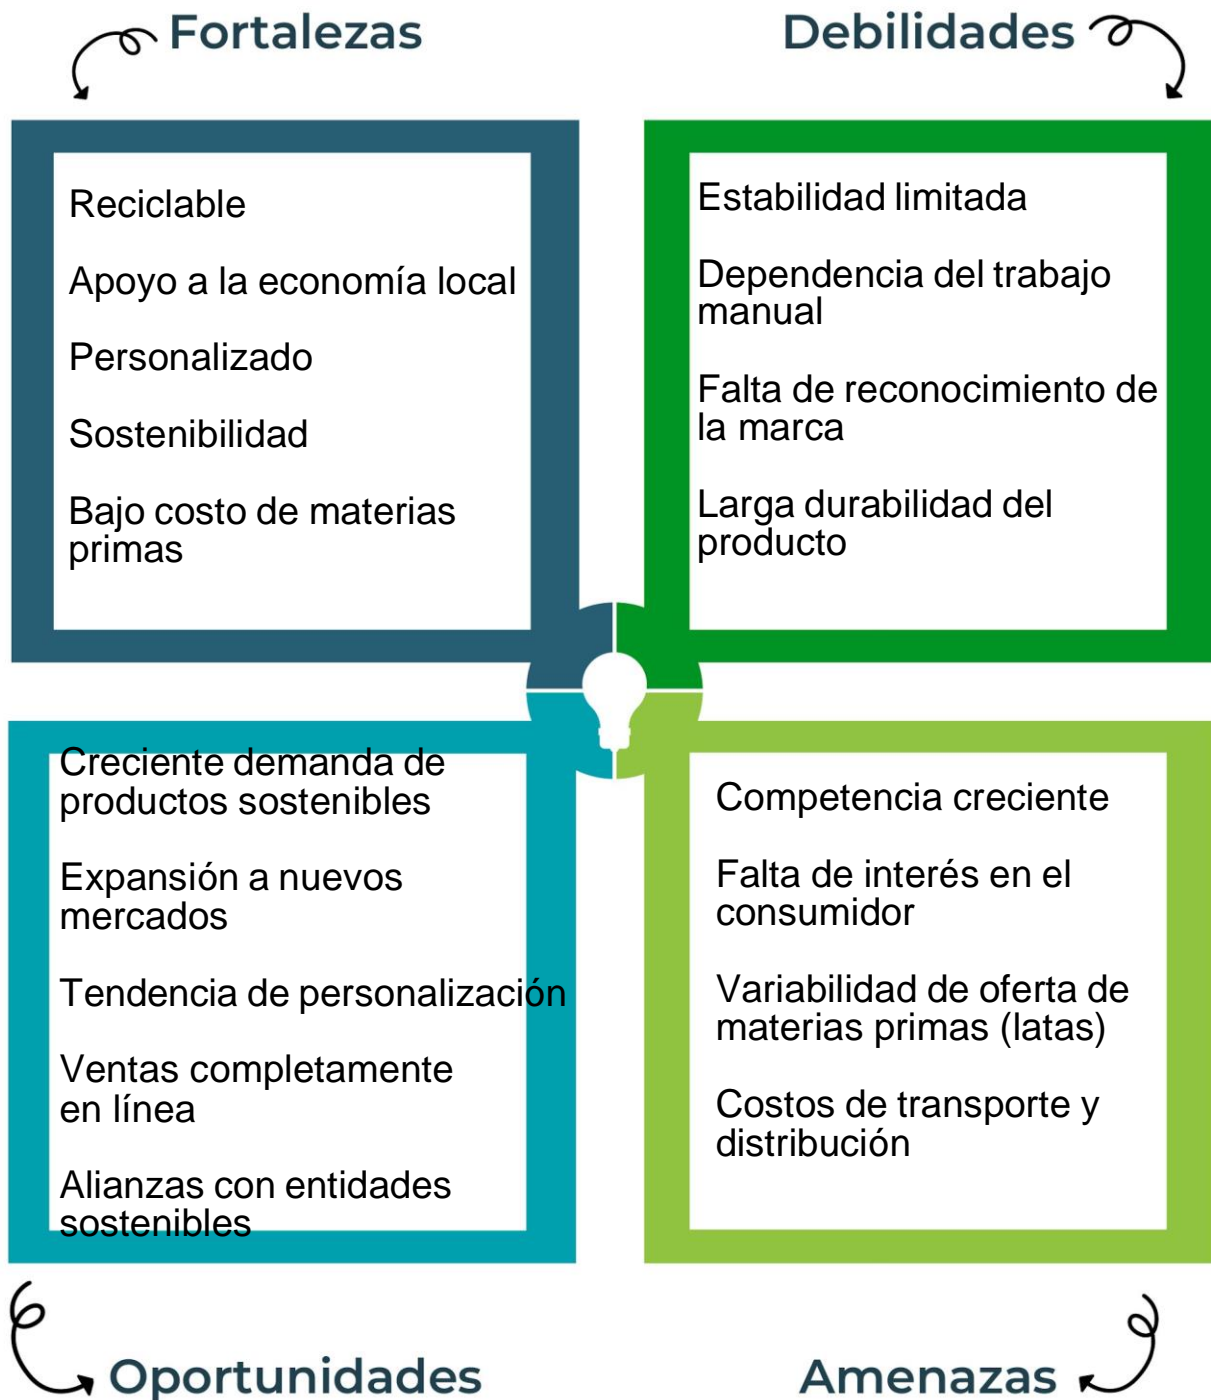 Fortalezas
Reciclable
Apoyo a la economía local
Personalizado
Sostenibilidad
Bajo costo de materias
primas
Debilidades
Estabilidad limitada
Dependencia del trabajo
manual
Falta de reconocimiento de
la marca
Larga durabilidad del
producto
Creciente demanda de
productos sostenibles
Expansión a nuevos
mercados
Tendencia de personalización
Ventas completamente
en línea
Alianzas con entidades
sostenibles
Oportunidades
Competencia creciente
Falta de interés en el
consumidor
Variabilidad de oferta de
materias primas (latas)
Costos de transporte y
distribución
Amenazas